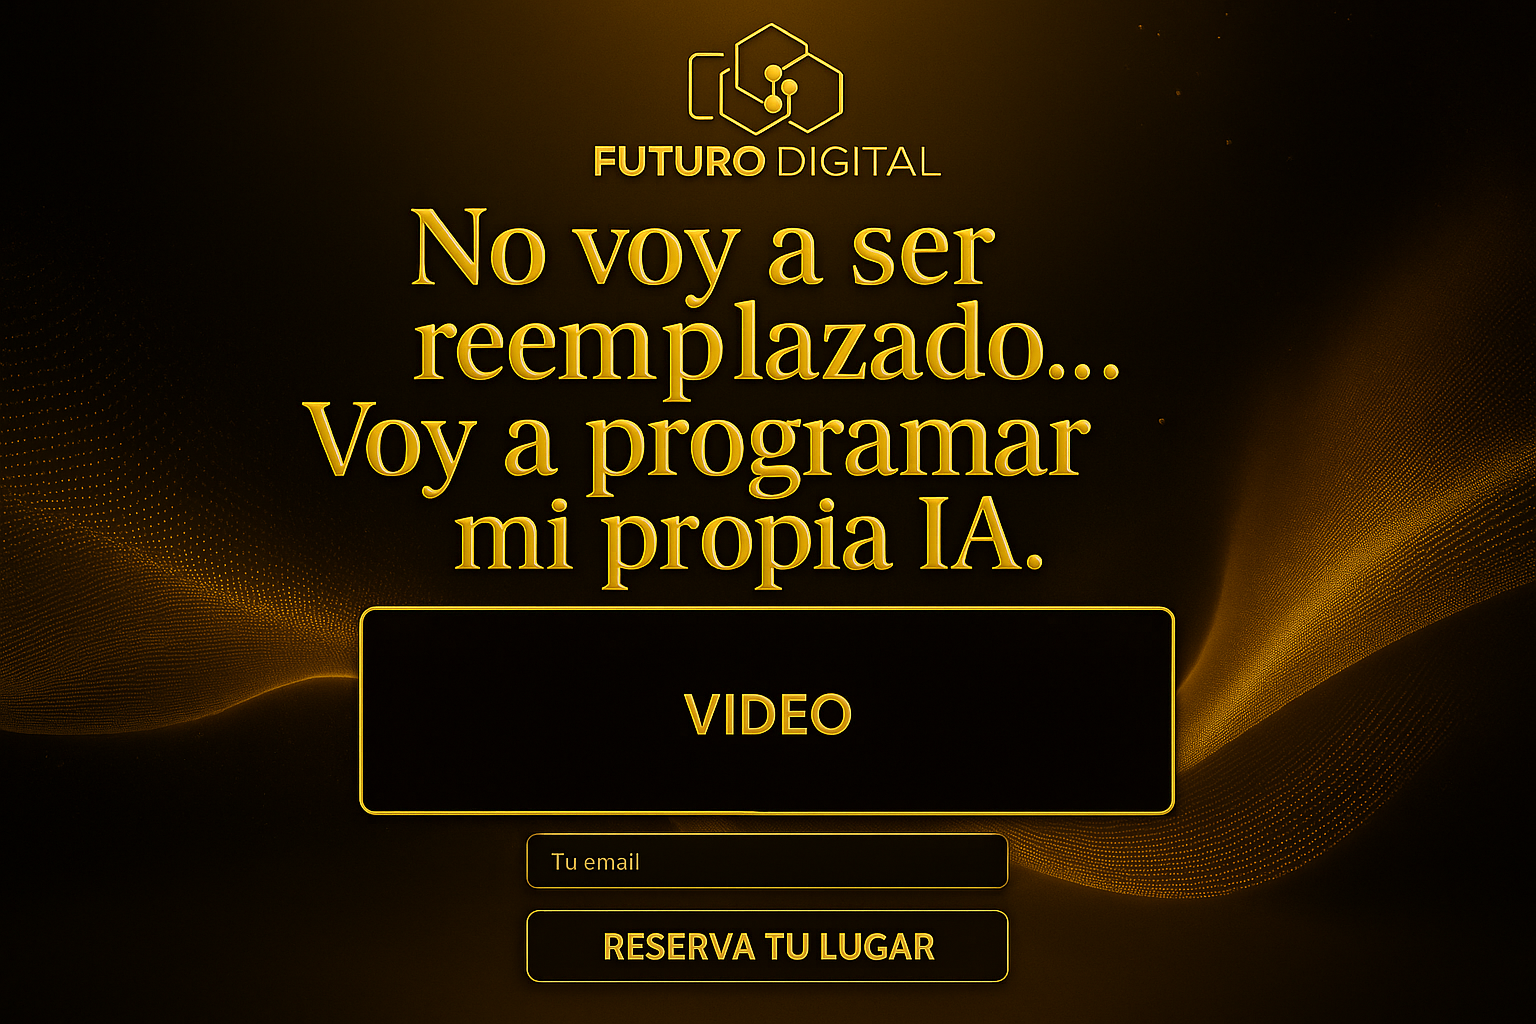 FUTURO DIGITAL
No voy a ser
reemplazado...
Voy a programar
mi propia IA.
VIDEO
Tu email
RESERVA TU LUGAR